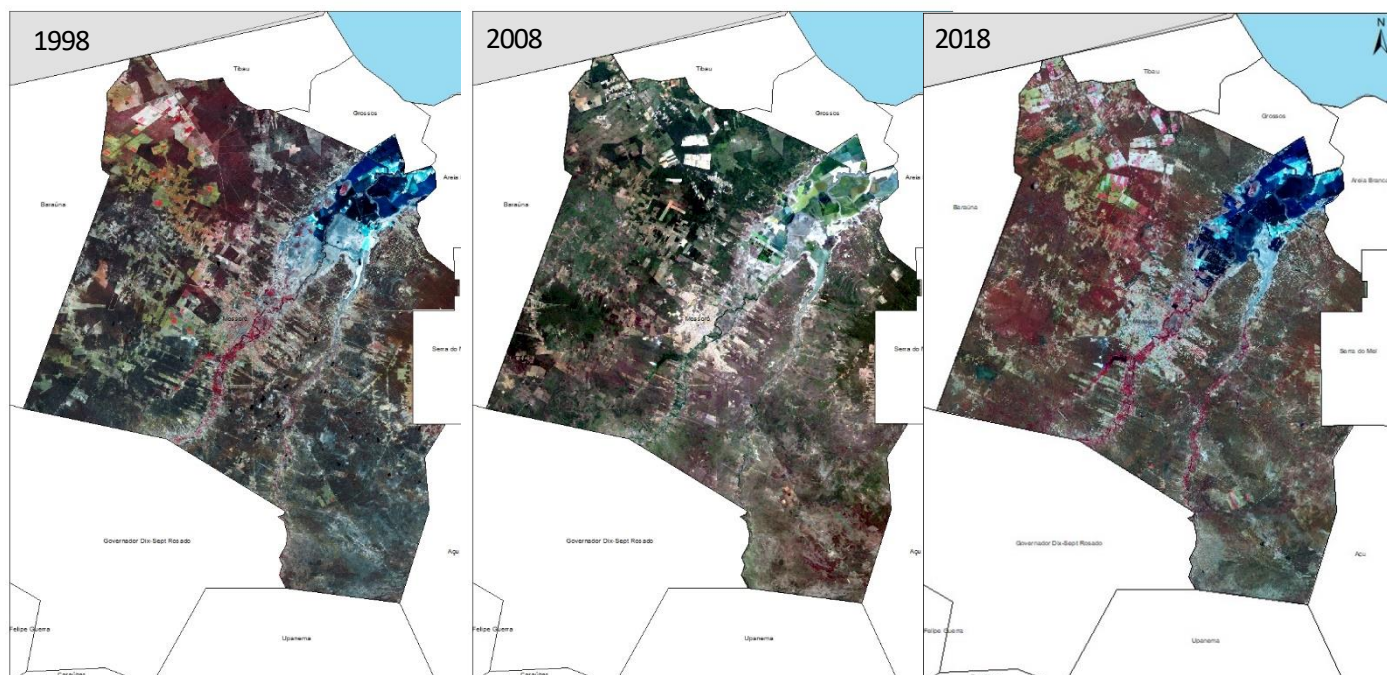 1998
Tibau
Grossos
Baraúna
Mossoró
Governador Dix-Sept Rosado
Felipe Guerra
Upanema
Açu
2008
Tibau
Grossos
Baraúna
Mossoró
Governador Dix-Sept Rosado
Felipe Guerra
Upanema
Açu
2018
N
Tibau
Grossos
Areia Branca
Baraúna
Serra do Mel
Governador Dix-Sept Rosado
Açu
Felipe Guerra
Upanema